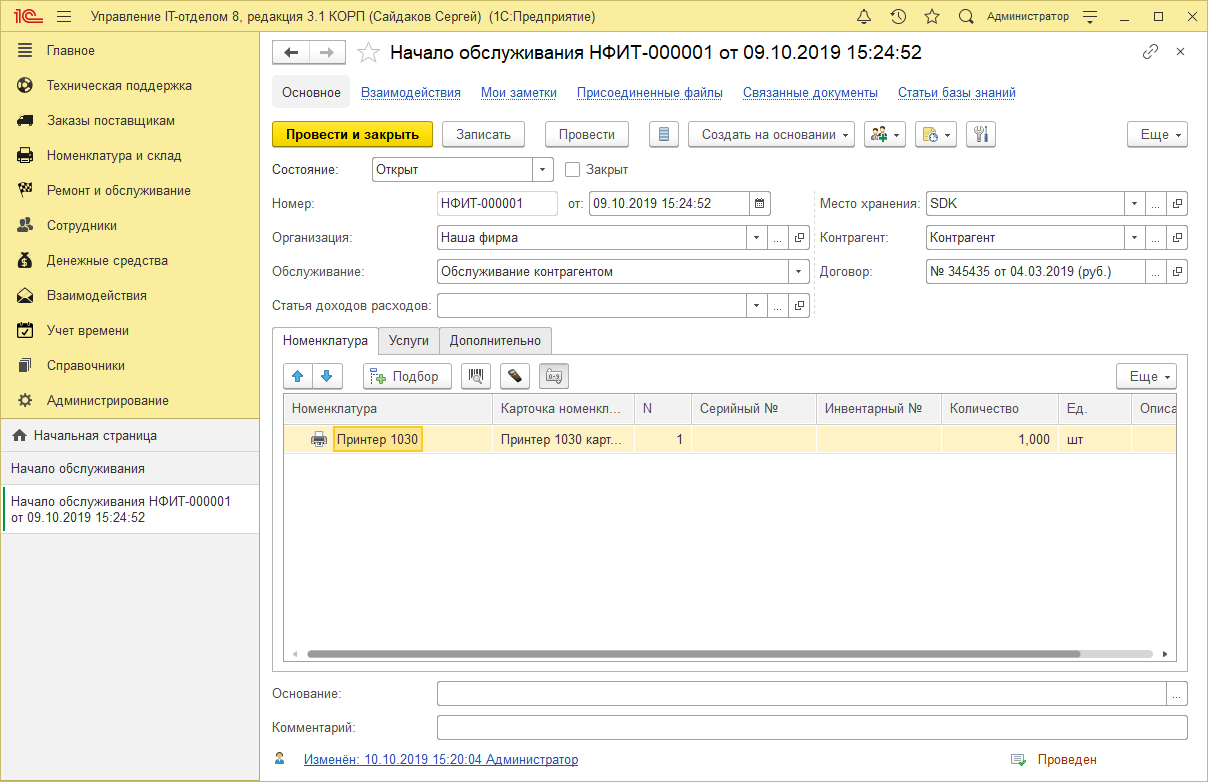 1С Управление IT-отделом 8, редакция 3.1 КОРП (Сайдаков Сергей) (1С:Предприятие) Администратор
Главное
Техническая поддержка
Заказы поставщикам
Номенклатура и склад
Ремонт и обслуживание
Сотрудники
Денежные средства
Взаимодействия
Учет времени
Справочники
Администрирование
Начальная страница
Начало обслуживания
Начало обслуживания НФИТ-000001
от 09.10.2019 15:24:52
Начало обслуживания НФИТ-000001 от 09.10.2019 15:24:52
Основное Взаимодействия Мои заметки Присоединенные файлы Связанные документы Статьи базы знаний
Провести и закрыть Записать Провести Создать на основании Еще
Состояние: Открыт Закрыт
Номер: НФИТ-000001 от: 09.10.2019 15:24:52 Место хранения: SDK
Организация: Наша фирма Контрагент: Контрагент
Обслуживание: Обслуживание контрагентом Договор: № 345435 от 04.03.2019 (руб.)
Статья доходов расходов:
Номенклатура Услуги Дополнительно
Подбор Еще
Номенклатура Карточка номенкл... N Серийный № Инвентарный № Количество Ед. Описа
Принтер 1030 Принтер 1030 карт... 1 1,000 шт
Основание:
Комментарий:
Изменён: 10.10.2019 15:20:04 Администратор Проведен